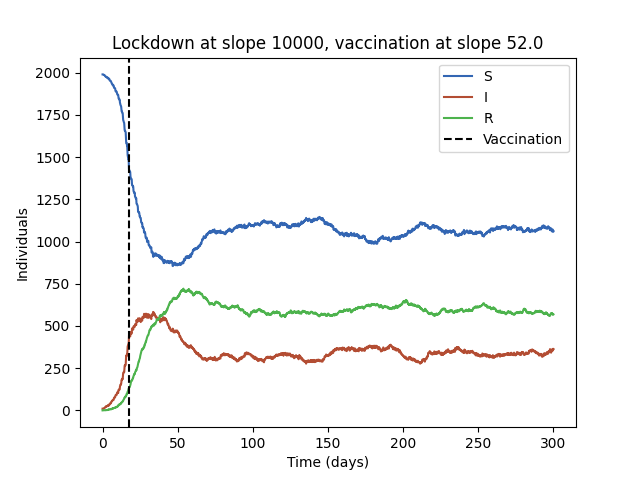 Lockdown at slope 10000, vaccination at slope 52.0
2000
1750
1500
1250
1000
750
500
250
0
Individuals
S
I
R
Vaccination
0 50 100 150 200 250 300
Time (days)